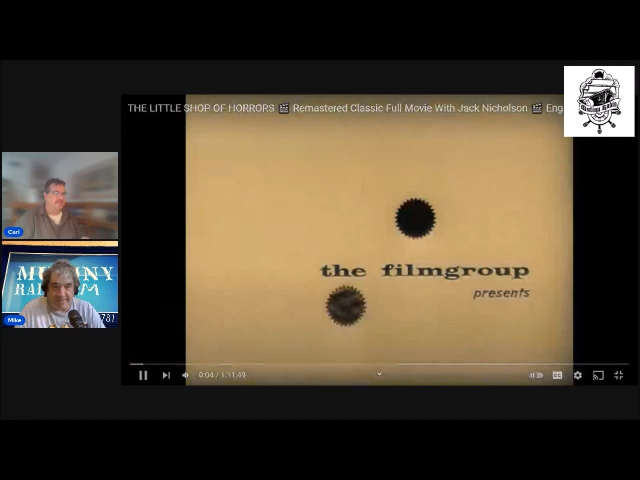 THE LITTLE SHOP OF HORRORS 🎬 Remastered Classic Full Movie With Jack Nicholson 🎬 Eng
the filmgroup
presents
Carl
Mike
0:04 / 1:11:49